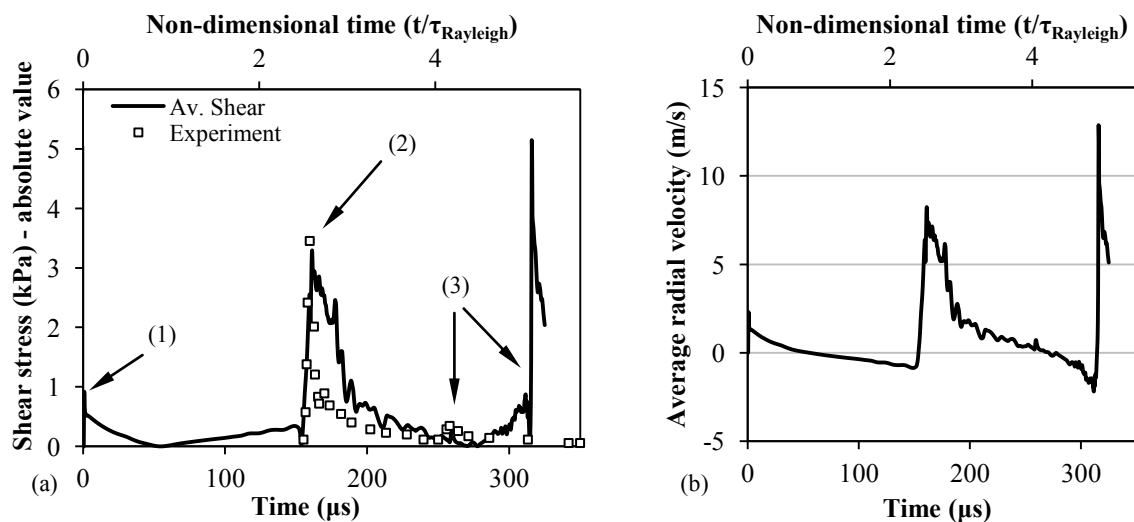 Non-dimensional time (t/τRayleigh)
0 2 4
Shear stress (kPa) - absolute value
6
5
4
3
2
1
0
Av. Shear
Experiment
(1)
(2)
(3)
0 100 200 300
Time (μs)
(a)
Non-dimensional time (t/τRayleigh)
0 2 4
Average radial velocity (m/s)
15
10
5
0
-5
0 100 200 300
Time (μs)
(b)